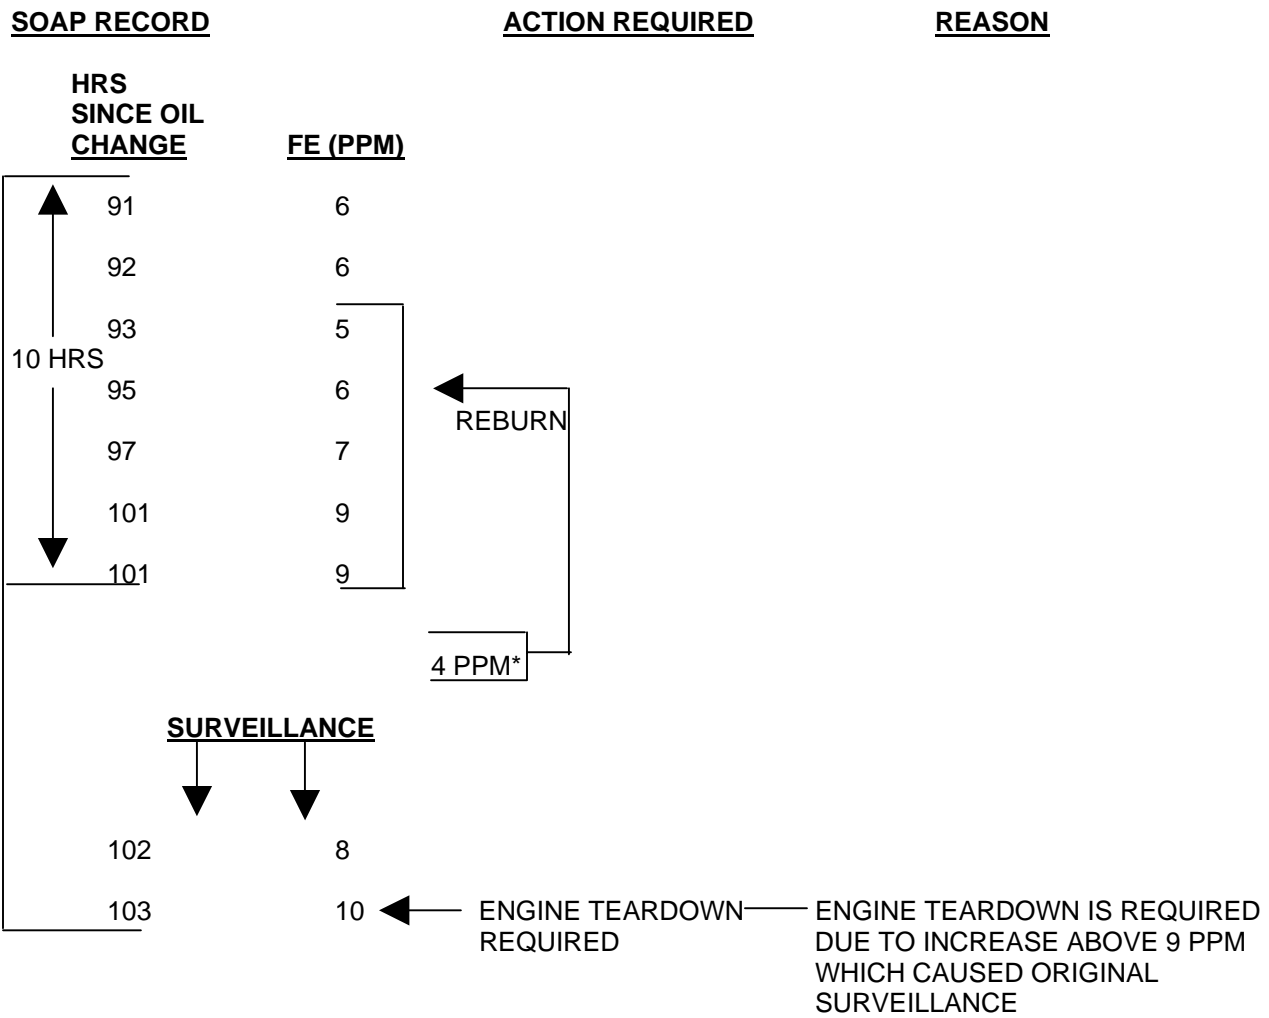 SOAP RECORD ACTION REQUIRED REASON
HRS
SINCE OIL
CHANGE FE (PPM)
91 6
92 6
93 5
10 HRS
95 6
REBURN
97 7
101 9
101 9
4 PPM*
SURVEILLANCE
102 8
103 10 ENGINE TEARDOWN ENGINE TEARDOWN IS REQUIRED
REQUIRED DUE TO INCREASE ABOVE 9 PPM
WHICH CAUSED ORIGINAL
SURVEILLANCE